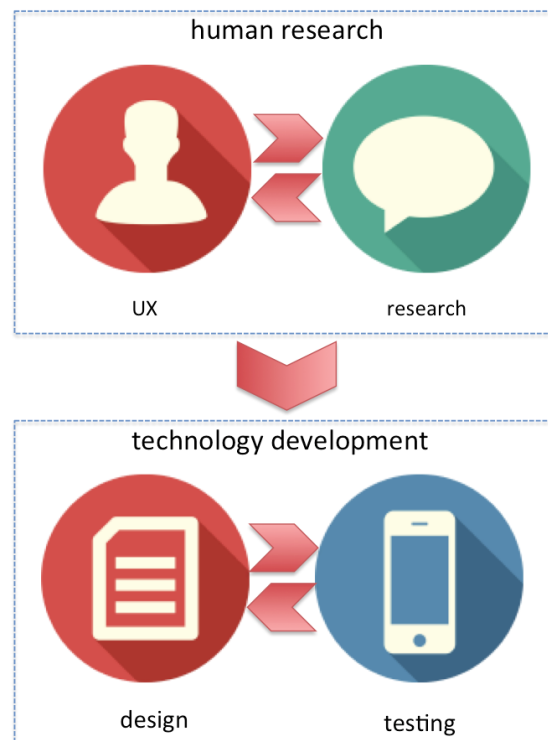 human research
UX
research
technology development
design
testing